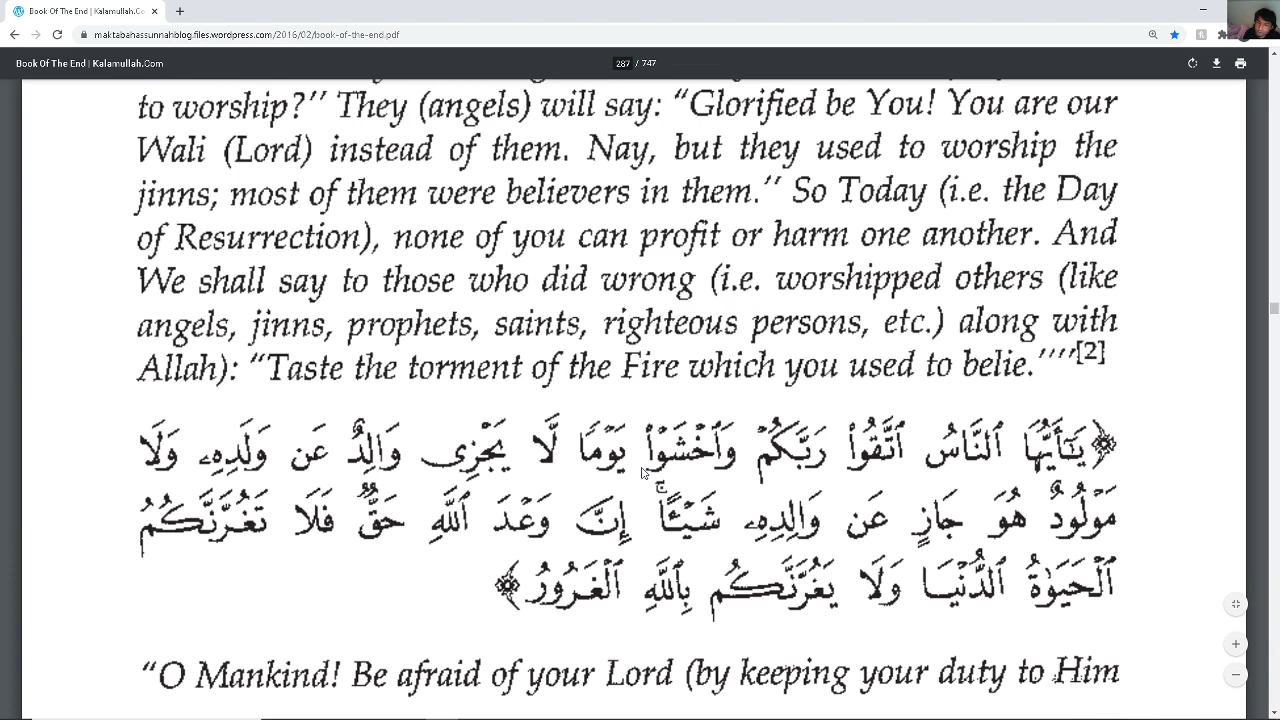 Book Of The End | Kalamullah.Co
maktabahassunnahblog.files.wordpress.com/2016/02/book-of-the-end.pdf
Book Of The End | Kalamullah.Com
287 / 747
to worship?'' They (angels) will say: “Glorified be You! You are our
Wali (Lord) instead of them. Nay, but they used to worship the
jinns; most of them were believers in them.'' So Today (i.e. the Day
of Resurrection), none of you can profit or harm one another. And
We shall say to those who did wrong (i.e. worshipped others (like
angels, jinns, prophets, saints, righteous persons, etc.) along with
Allah): “Taste the torment of the Fire which you used to belie.''''[2]
﴿يَـٰٓأَيُّهَا ٱلنَّاسُ ٱتَّقُوا۟ رَبَّكُمْ وَٱخْشَوْا۟ يَوْمًا لَّا يَجْزِى وَالِدٌ عَن وَلَدِهِۦ وَلَا
مَوْلُودٌ هُوَ جَازٍ عَن وَالِدِهِۦ شَيْـًٔا ۚ إِنَّ وَعْدَ ٱللَّهِ حَقٌّ فَلَا تَغُرَّنَّكُمُ
ٱلْحَيَوٰةُ ٱلدُّنْيَا وَلَا يَغُرَّنَّكُم بِٱللَّهِ ٱلْغَرُورُ﴾
“O Mankind! Be afraid of your Lord (by keeping your duty to Him